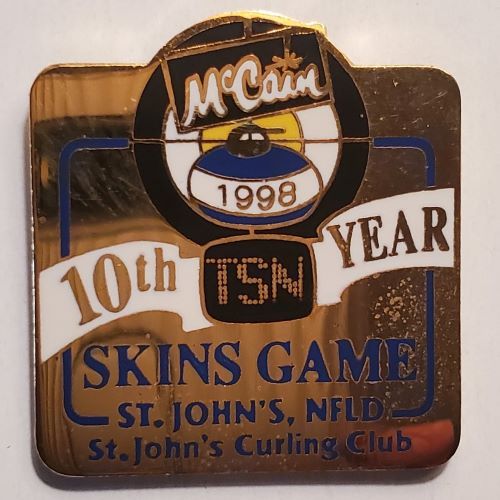 McCain
1998
10th YEAR
TSN
SKINS GAME
ST. JOHN'S, NFLD
St. John's Curling Club